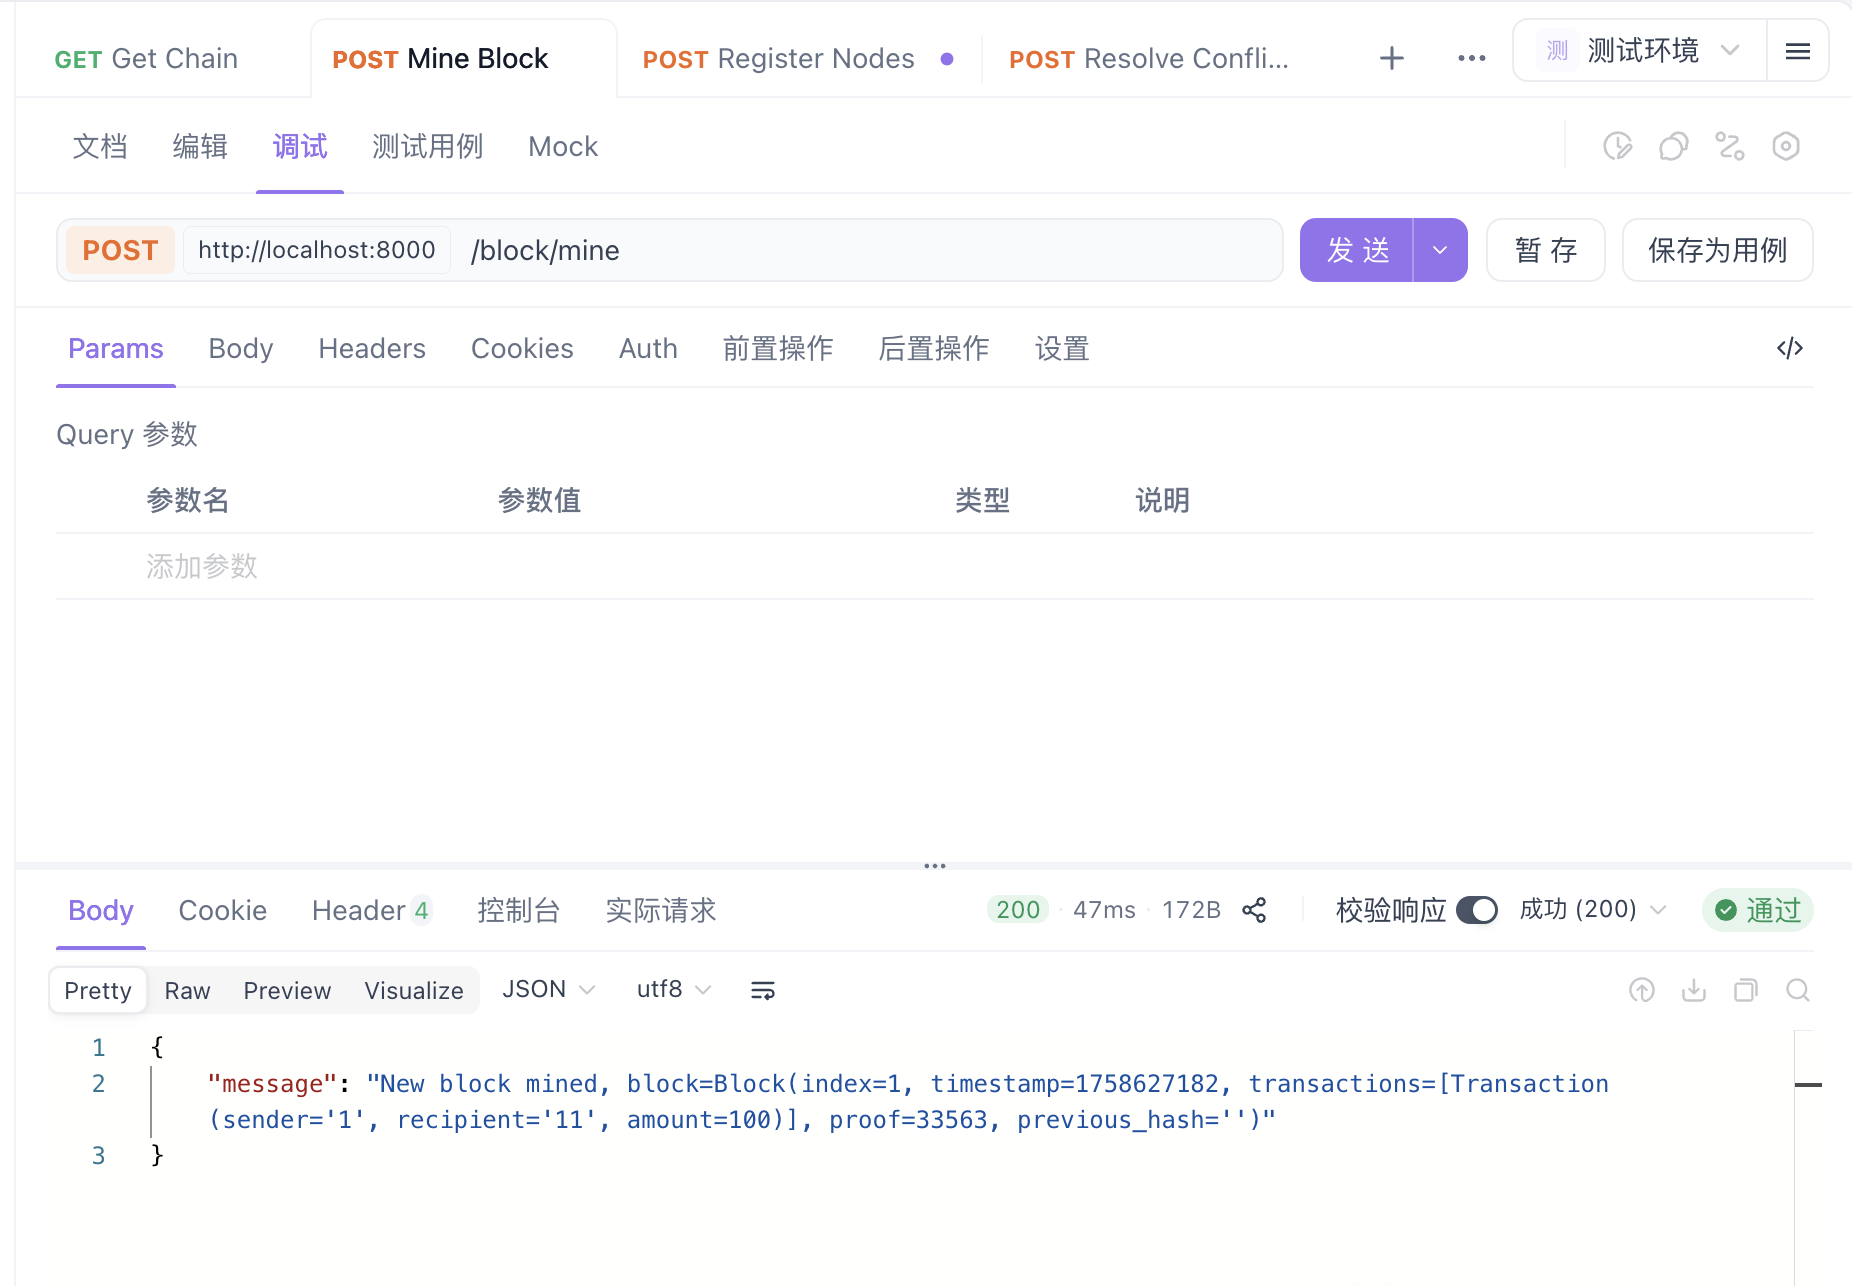 GET Get Chain
POST Mine Block
POST Register Nodes
POST Resolve Confli...
测 测试环境
文档 编辑 调试 测试用例 Mock
POST http://localhost:8000 /block/mine
发 送
暂 存
保存为用例
Params Body Headers Cookies Auth 前置操作 后置操作 设置
Query 参数
参数名 参数值 类型 说明
添加参数
Body Cookie Header 4 控制台 实际请求
200 · 47ms · 172B
校验响应 成功 (200)
通过
Pretty Raw Preview Visualize JSON utf8
1 {
2 "message": "New block mined, block=Block(index=1, timestamp=1758627182, transactions=[Transaction
(sender='1', recipient='11', amount=100)], proof=33563, previous_hash='')"
3 }